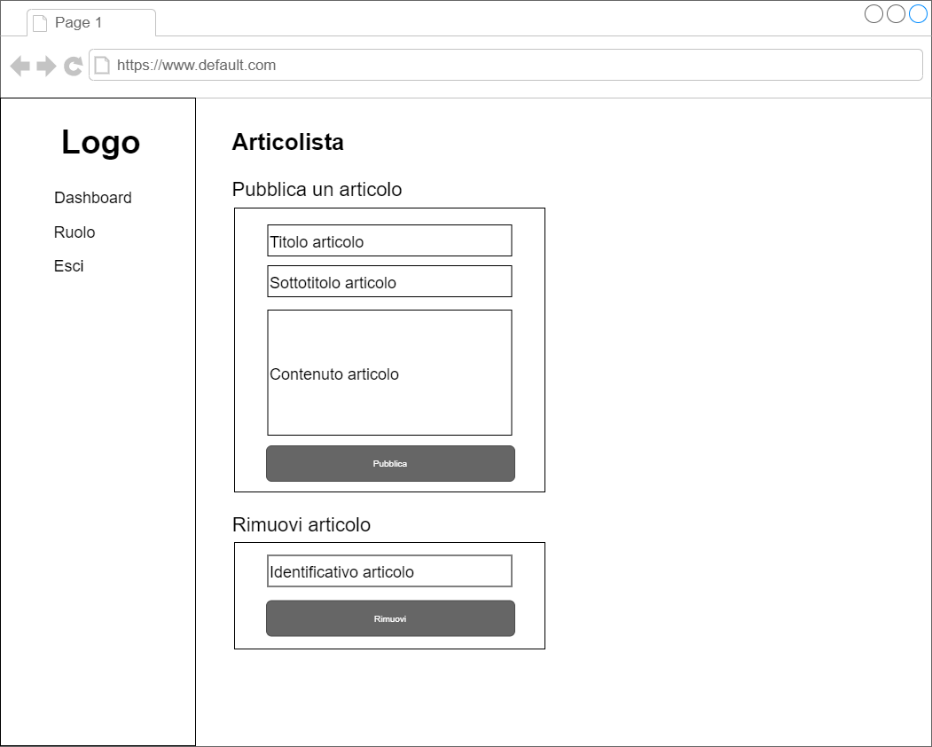 Page 1
https://www.default.com
Logo
Dashboard
Ruolo
Esci
Articolista
Pubblica un articolo
Titolo articolo
Sottotitolo articolo
Contenuto articolo
Pubblica
Rimuovi articolo
Identificativo articolo
Rimuovi